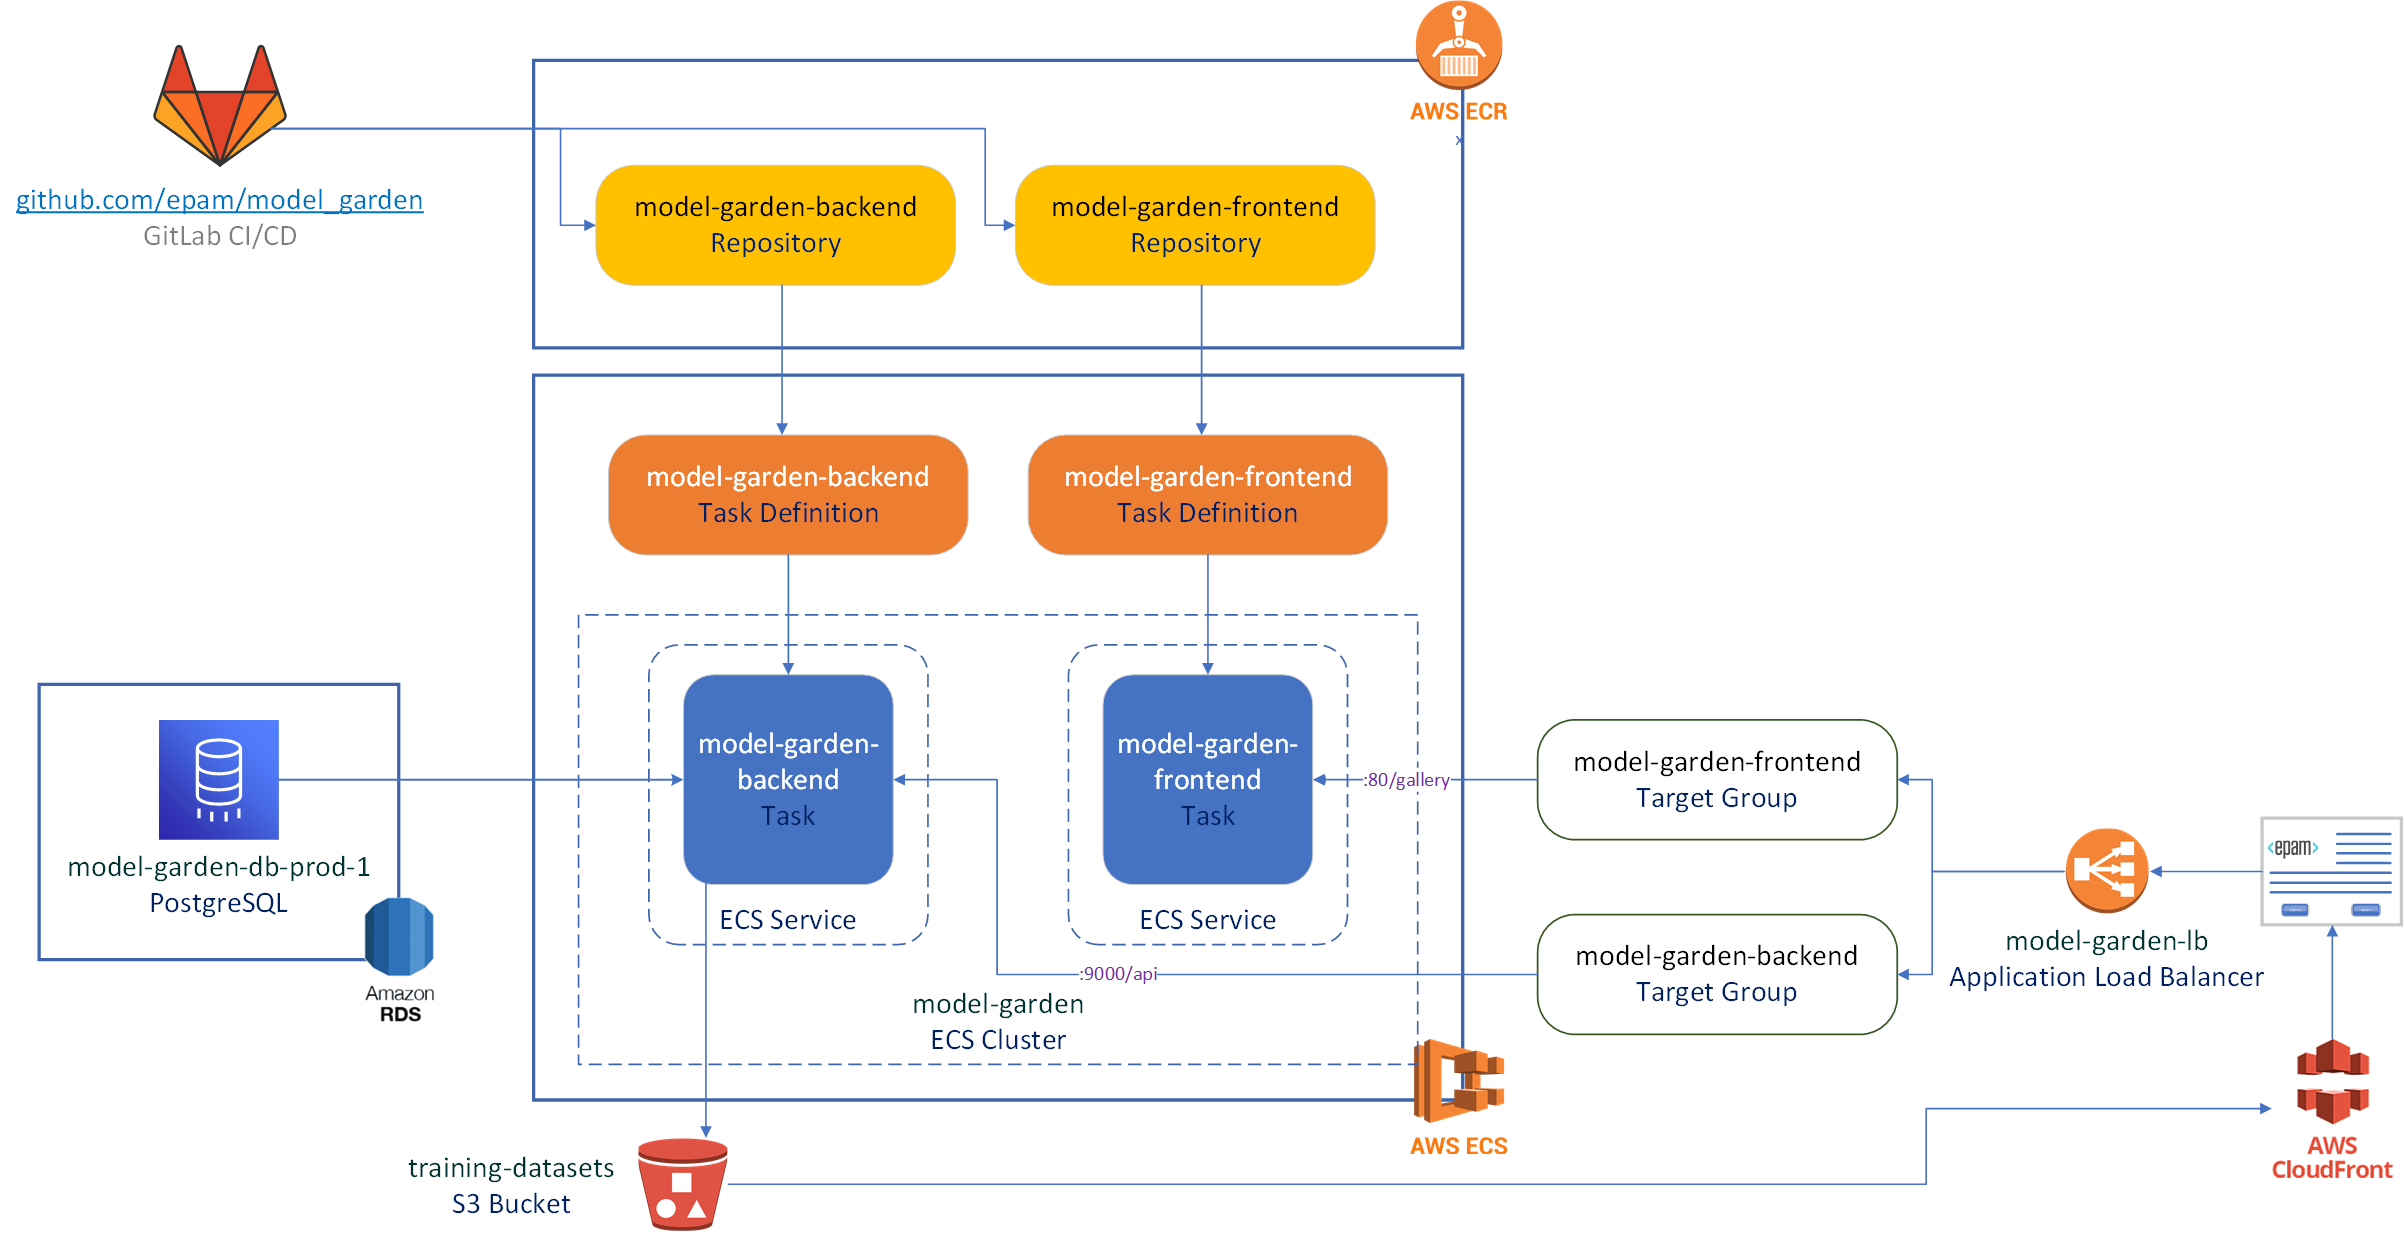 AWS ECR
x
github.com/epam/model_garden
GitLab CI/CD
model-garden-backend
Repository
model-garden-frontend
Repository
model-garden-backend
Task Definition
model-garden-frontend
Task Definition
model-garden-
backend
Task
ECS Service
model-garden-
frontend
Task
ECS Service
:80/gallery
:9000/api
model-garden
ECS Cluster
model-garden-db-prod-1
PostgreSQL
Amazon
RDS
model-garden-frontend
Target Group
model-garden-backend
Target Group
<epam>
model-garden-lb
Application Load Balancer
AWS ECS
AWS
CloudFront
training-datasets
S3 Bucket